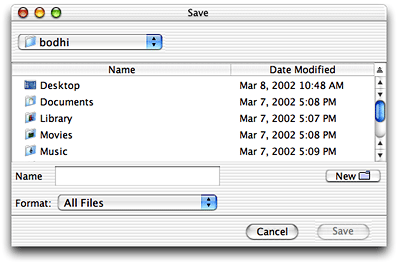 Save
bodhi
Name Date Modified
Desktop Mar 8, 2002 10:48 AM
Documents Mar 7, 2002 5:08 PM
Library Mar 7, 2002 5:07 PM
Movies Mar 7, 2002 5:08 PM
Music Mar 7, 2002 5:09 PM
Name New
Format: All Files
Cancel Save